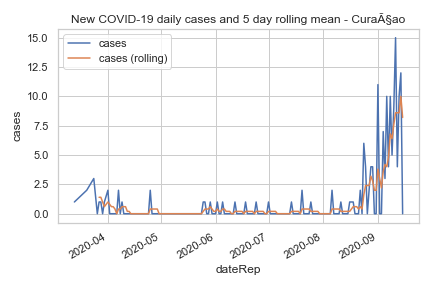 New COVID-19 daily cases and 5 day rolling mean - CuraÃ§ao
cases
cases (rolling)
15.0
12.5
10.0
7.5
5.0
2.5
0.0
cases
2020-04
2020-05
2020-06
2020-07
2020-08
2020-09
dateRep